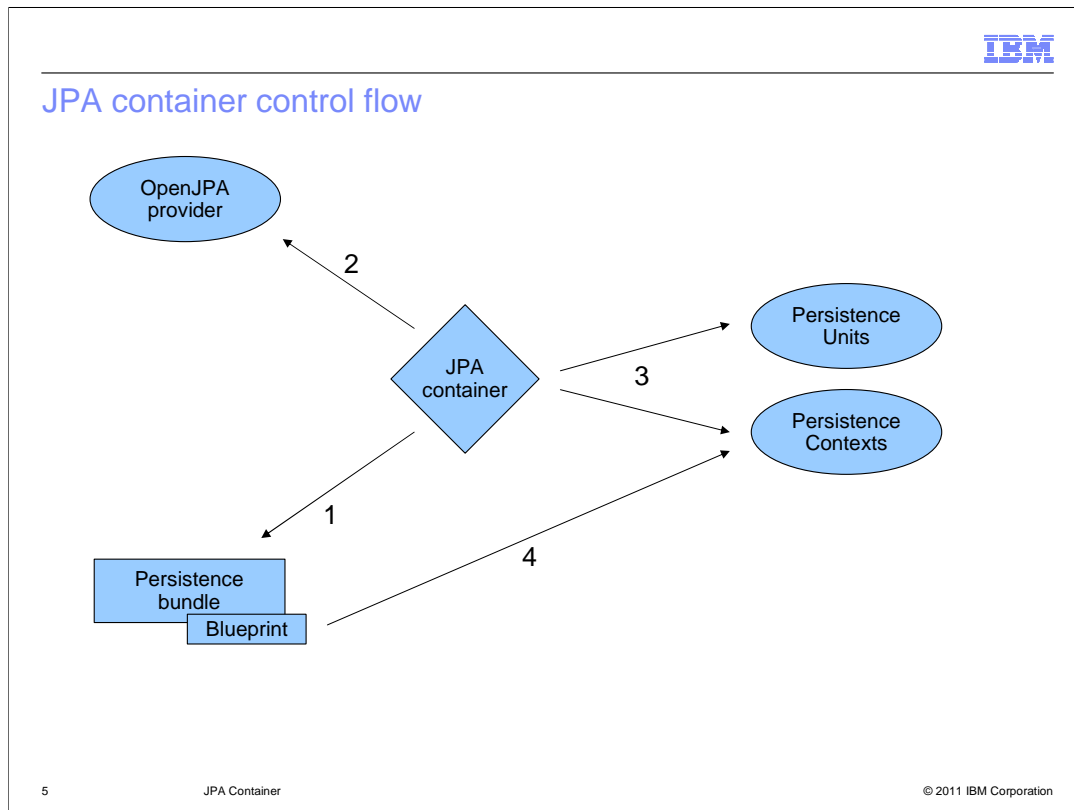 IBM
JPA container control flow
OpenJPA
provider
2
Persistence
Units
JPA
container
3
Persistence
Contexts
1
4
Persistence
bundle
Blueprint
5 JPA Container © 2011 IBM Corporation